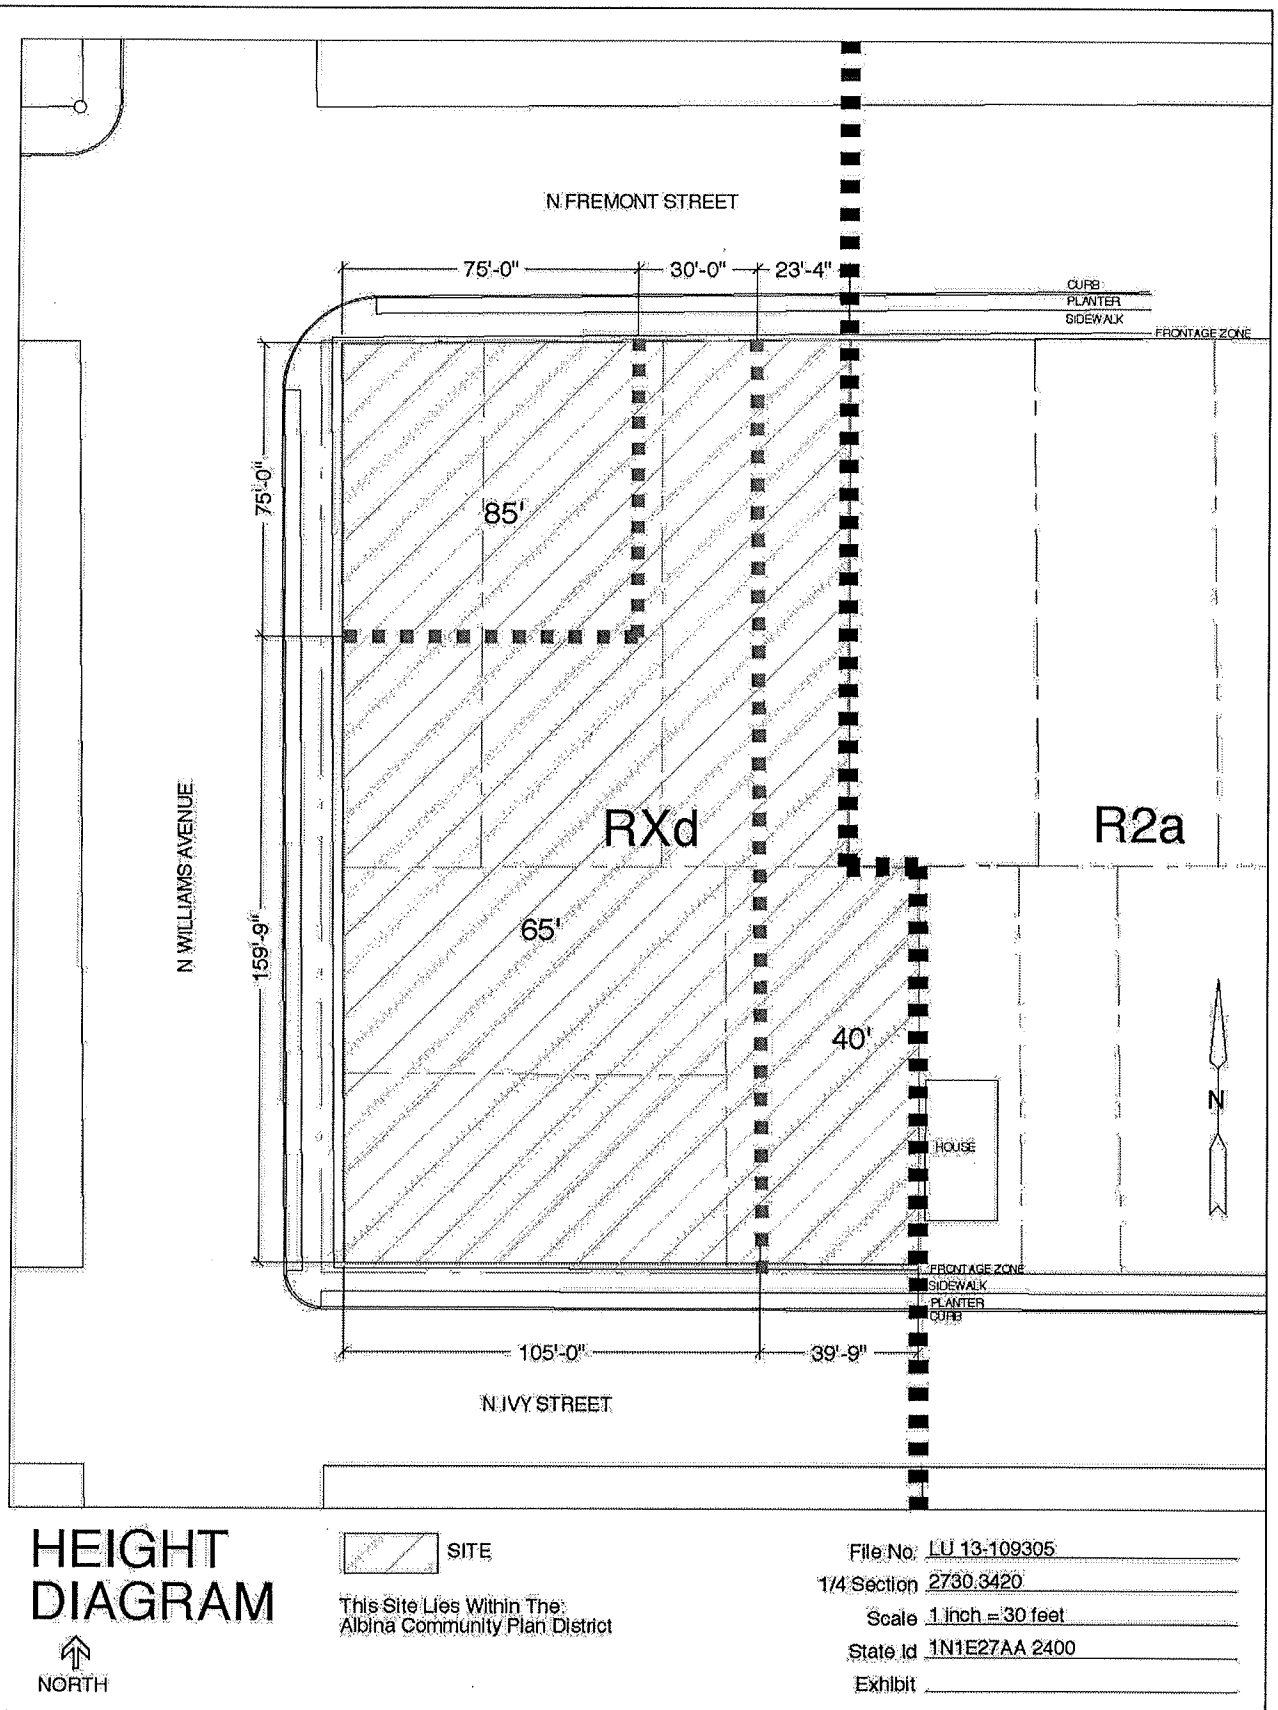 N FREMONT STREET
75'-0" 30'-0" 23'-4"
CURB
PLANTER
SIDEWALK
FRONTAGE ZONE
75'-0"
85'
N WILLIAMS AVENUE
RXd
R2a
159'-9"
65'
40'
N
HOUSE
FRONTAGE ZONE
SIDEWALK
PLANTER
CURB
105'-0" 39'-9"
N IVY STREET
HEIGHT
DIAGRAM
NORTH
SITE
This Site Lies Within The:
Albina Community Plan District
File No. LU 13-109305
1/4 Section 2730,3420
Scale 1 inch = 30 feet
State Id 1N1E27AA 2400
Exhibit